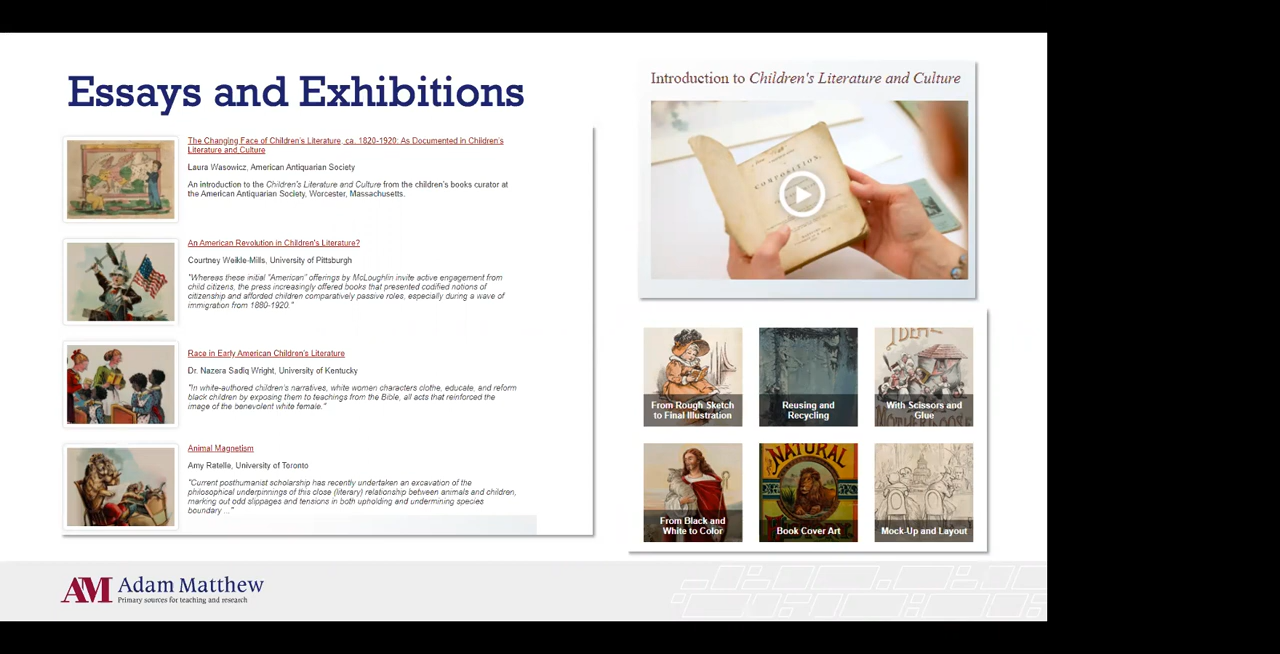 Essays and Exhibitions
The Changing Face of Children's Literature, ca. 1820-1920: As Documented in Children's
Literature and Culture
Laura Wasowicz, American Antiquarian Society
An introduction to the Children's Literature and Culture from the children's books curator at
the American Antiquarian Society, Worcester, Massachusetts.
An American Revolution in Children's Literature?
Courtney Weikle-Mills, University of Pittsburgh
"Whereas these initial "American" offerings by McLoughlin invite active engagement from
child citizens, the press increasingly offered books that presented codified notions of
citizenship and afforded children comparatively passive roles, especially during a wave of
immigration from 1880-1920."
Race in Early American Children's Literature
Dr. Nazera Sadiq Wright, University of Kentucky
"In white-authored children's narratives, white women characters clothe, educate, and reform
black children by exposing them to teachings from the Bible, all acts that reinforced the
image of the benevolent white female."
Animal Magnetism
Amy Ratelle, University of Toronto
"Current posthumanist scholarship has recently undertaken an excavation of the
philosophical underpinnings of this close (literary) relationship between animals and children,
marking out odd slippages and tensions in both upholding and undermining species
boundary ..."
Introduction to Children's Literature and Culture
COMPOSITION,
From Rough Sketch
to Final Illustration
Reusing and
Recycling
IDEAL
With Scissors and
Glue
From Black and
White to Color
NATURAL
Book Cover Art
Mock-Up and Layout
AM Adam Matthew
Primary sources for teaching and research